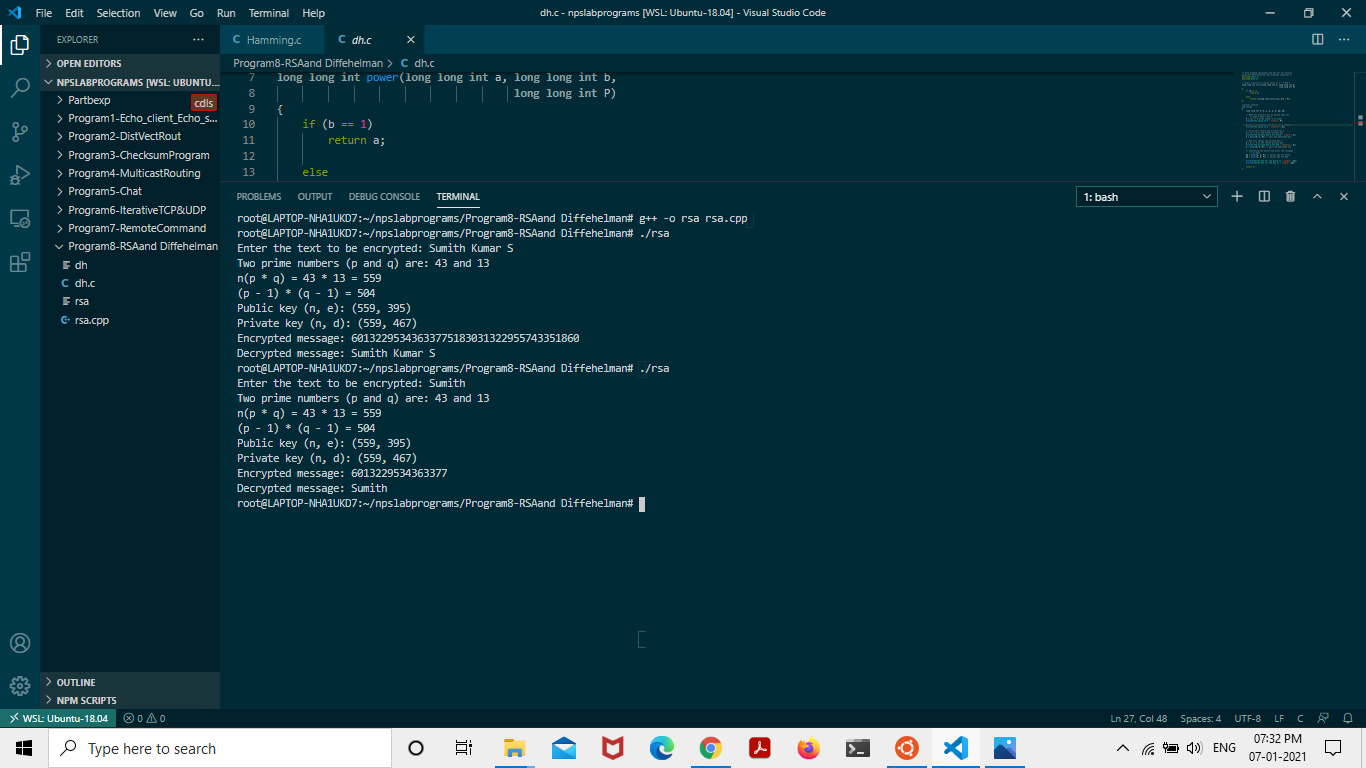 File Edit Selection View Go Run Terminal Help
dh.c - npslabprograms [WSL: Ubuntu-18.04] - Visual Studio Code
EXPLORER
OPEN EDITORS
NPSLABPROGRAMS [WSL: UBUNTU...
Partbexp
cdls
Program1-Echo_client_Echo_s...
Program2-DistVectRout
Program3-ChecksumProgram
Program4-MulticastRouting
Program5-Chat
Program6-IterativeTCP&UDP
Program7-RemoteCommand
Program8-RSAand Diffehelman
dh
C dh.c
rsa
rsa.cpp
OUTLINE
NPM SCRIPTS
C Hamming.c C dh.c
Program8-RSAand Diffehelman > C dh.c
7 long long int power(long long int a, long long int b,
8 long long int P)
9 {
10 if (b == 1)
11 return a;
12
13 else
PROBLEMS OUTPUT DEBUG CONSOLE TERMINAL
1: bash
root@LAPTOP-NHA1UKD7:~/npslabprograms/Program8-RSAand Diffehelman# g++ -o rsa rsa.cpp
root@LAPTOP-NHA1UKD7:~/npslabprograms/Program8-RSAand Diffehelman# ./rsa
Enter the text to be encrypted: Sumith Kumar S
Two prime numbers (p and q) are: 43 and 13
n(p * q) = 43 * 13 = 559
(p - 1) * (q - 1) = 504
Public key (n, e): (559, 395)
Private key (n, d): (559, 467)
Encrypted message: 6013229534363377518303132295574335​1860
Decrypted message: Sumith Kumar S
root@LAPTOP-NHA1UKD7:~/npslabprograms/Program8-RSAand Diffehelman# ./rsa
Enter the text to be encrypted: Sumith
Two prime numbers (p and q) are: 43 and 13
n(p * q) = 43 * 13 = 559
(p - 1) * (q - 1) = 504
Public key (n, e): (559, 395)
Private key (n, d): (559, 467)
Encrypted message: 6013229534363377
Decrypted message: Sumith
root@LAPTOP-NHA1UKD7:~/npslabprograms/Program8-RSAand Diffehelman#
WSL: Ubuntu-18.04 0 0
Ln 27, Col 48 Spaces: 4 UTF-8 LF C
Type here to search
ENG
07:32 PM
07-01-2021